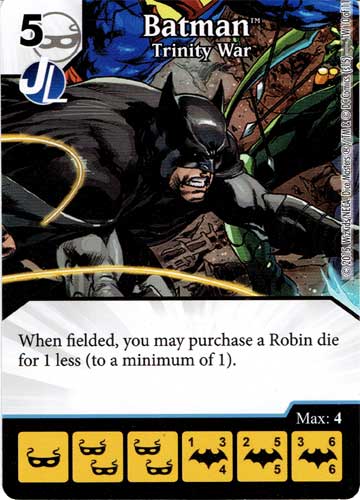 5
Batman™
Trinity War
JL
When fielded, you may purchase a Robin die
for 1 less (to a minimum of 1).
Max: 4
1 3
4
2 5
5
3 6
6